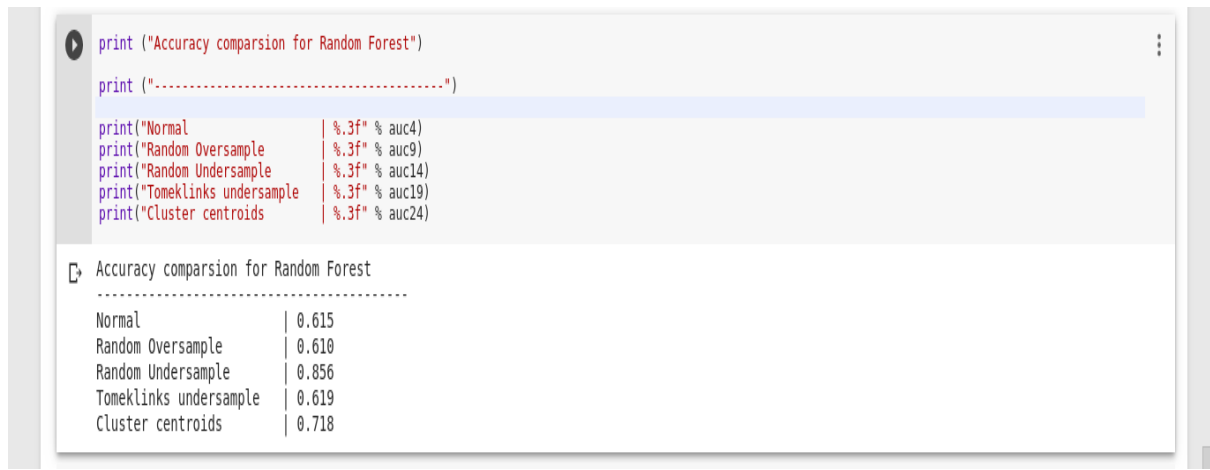 print ("Accuracy comparsion for Random Forest")
print ("-----------------------------------------")
print("Normal                   | %.3f" % auc4)
print("Random Oversample        | %.3f" % auc9)
print("Random Undersample       | %.3f" % auc14)
print("Tomeklinks undersample   | %.3f" % auc19)
print("Cluster centroids        | %.3f" % auc24)
Accuracy comparsion for Random Forest
-----------------------------------------
Normal                   | 0.615
Random Oversample        | 0.610
Random Undersample       | 0.856
Tomeklinks undersample   | 0.619
Cluster centroids        | 0.718